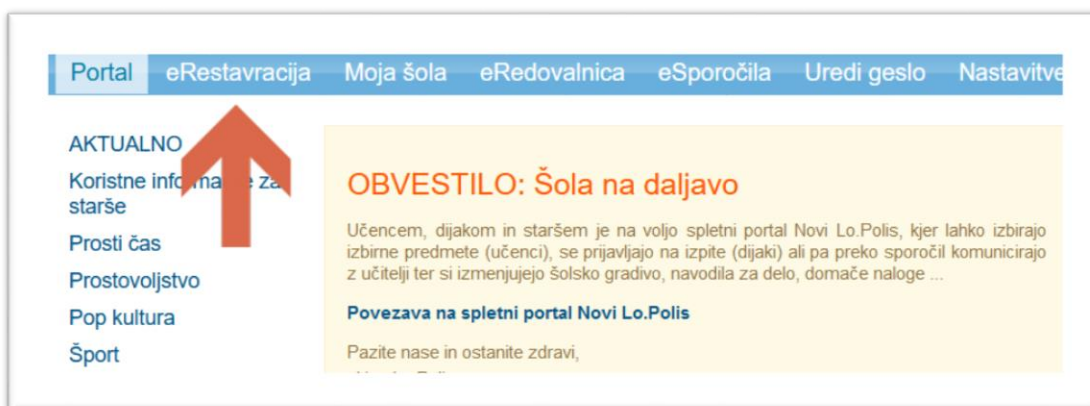 Portal eRestavracija Moja šola eRedovalnica eSporočila Uredi geslo Nastavitve
AKTUALNO
Koristne za
starše
Prosti čas
Prostovoljstvo
Pop kultura
Šport
OBVESTILO: Šola na daljavo
Učencem, dijakom in staršem je na voljo spletni portal Novi Lo.Polis, kjer lahko izbirajo
izbirne predmete (učenci), se prijavljajo na izpite (dijaki) ali pa preko sporočil komunicirajo
z učitelji ter si izmenjujejo šolsko gradivo, navodila za delo, domače naloge ...
Povezava na spletni portal Novi Lo.Polis
Pazite nase in ostanite zdravi,